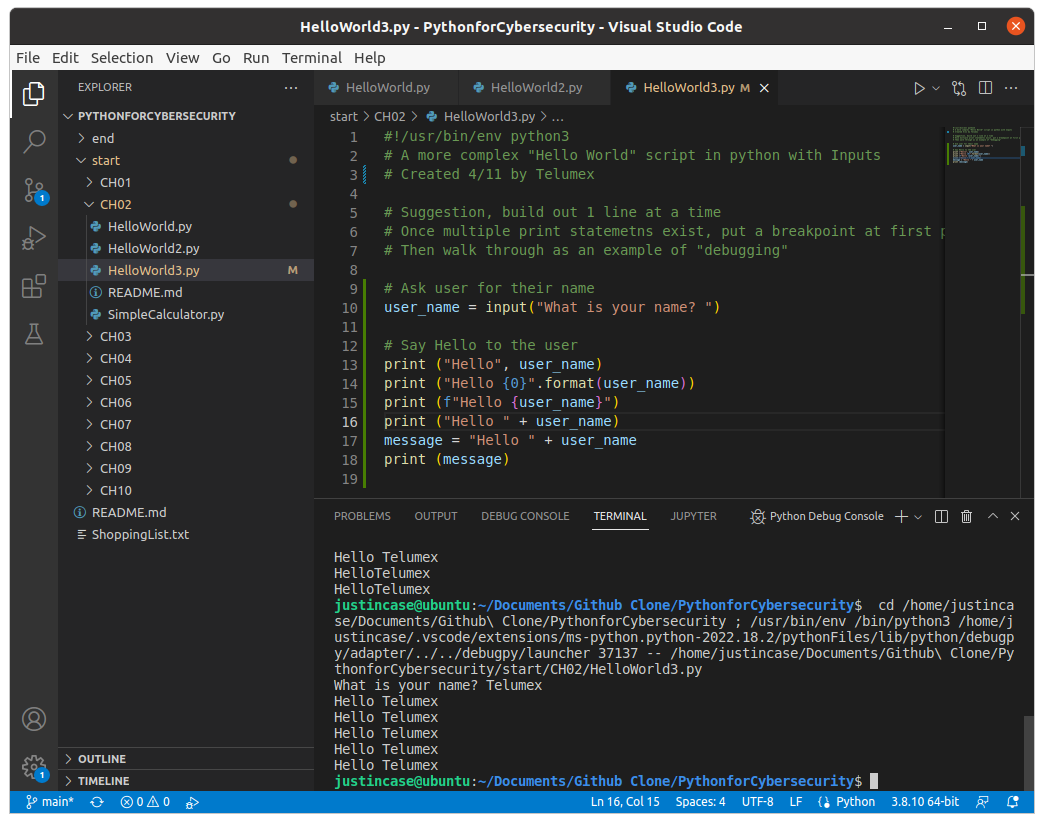 HelloWorld3.py - PythonforCybersecurity - Visual Studio Code
File Edit Selection View Go Run Terminal Help
EXPLORER
PYTHONFORCYBERSECURITY
end
start
CH01
CH02
HelloWorld.py
HelloWorld2.py
HelloWorld3.py M
README.md
SimpleCalculator.py
CH03
CH04
CH05
CH06
CH07
CH08
CH09
CH10
README.md
ShoppingList.txt
OUTLINE
TIMELINE
1
1
HelloWorld.py HelloWorld2.py HelloWorld3.py M
start > CH02 > HelloWorld3.py > ...
1 #!/usr/bin/env python3
2 # A more complex "Hello World" script in python with Inputs
3 # Created 4/11 by Telumex
4
5 # Suggestion, build out 1 line at a time
6 # Once multiple print statemetns exist, put a breakpoint at first p
7 # Then walk through as an example of "debugging"
8
9 # Ask user for their name
10 user_name = input("What is your name? ")
11
12 # Say Hello to the user
13 print ("Hello", user_name)
14 print ("Hello {0}".format(user_name))
15 print (f"Hello {user_name}")
16 print ("Hello " + user_name)
17 message = "Hello " + user_name
18 print (message)
19
PROBLEMS OUTPUT DEBUG CONSOLE TERMINAL JUPYTER Python Debug Console
Hello Telumex
HelloTelumex
HelloTelumex
justincase@ubuntu:~/Documents/Github Clone/PythonforCybersecurity$  cd /home/justinca
se/Documents/Github\ Clone/PythonforCybersecurity ; /usr/bin/env /bin/python3 /home/j
ustincase/.vscode/extensions/ms-python.python-2022.18.2/pythonFiles/lib/python/debugp
y/adapter/../../debugpy/launcher 37137 -- /home/justincase/Documents/Github\ Clone/Py
thonforCybersecurity/start/CH02/HelloWorld3.py
What is your name? Telumex
Hello Telumex
Hello Telumex
Hello Telumex
Hello Telumex
Hello Telumex
justincase@ubuntu:~/Documents/Github Clone/PythonforCybersecurity$
main* 0 0 Ln 16, Col 15 Spaces: 4 UTF-8 LF Python 3.8.10 64-bit